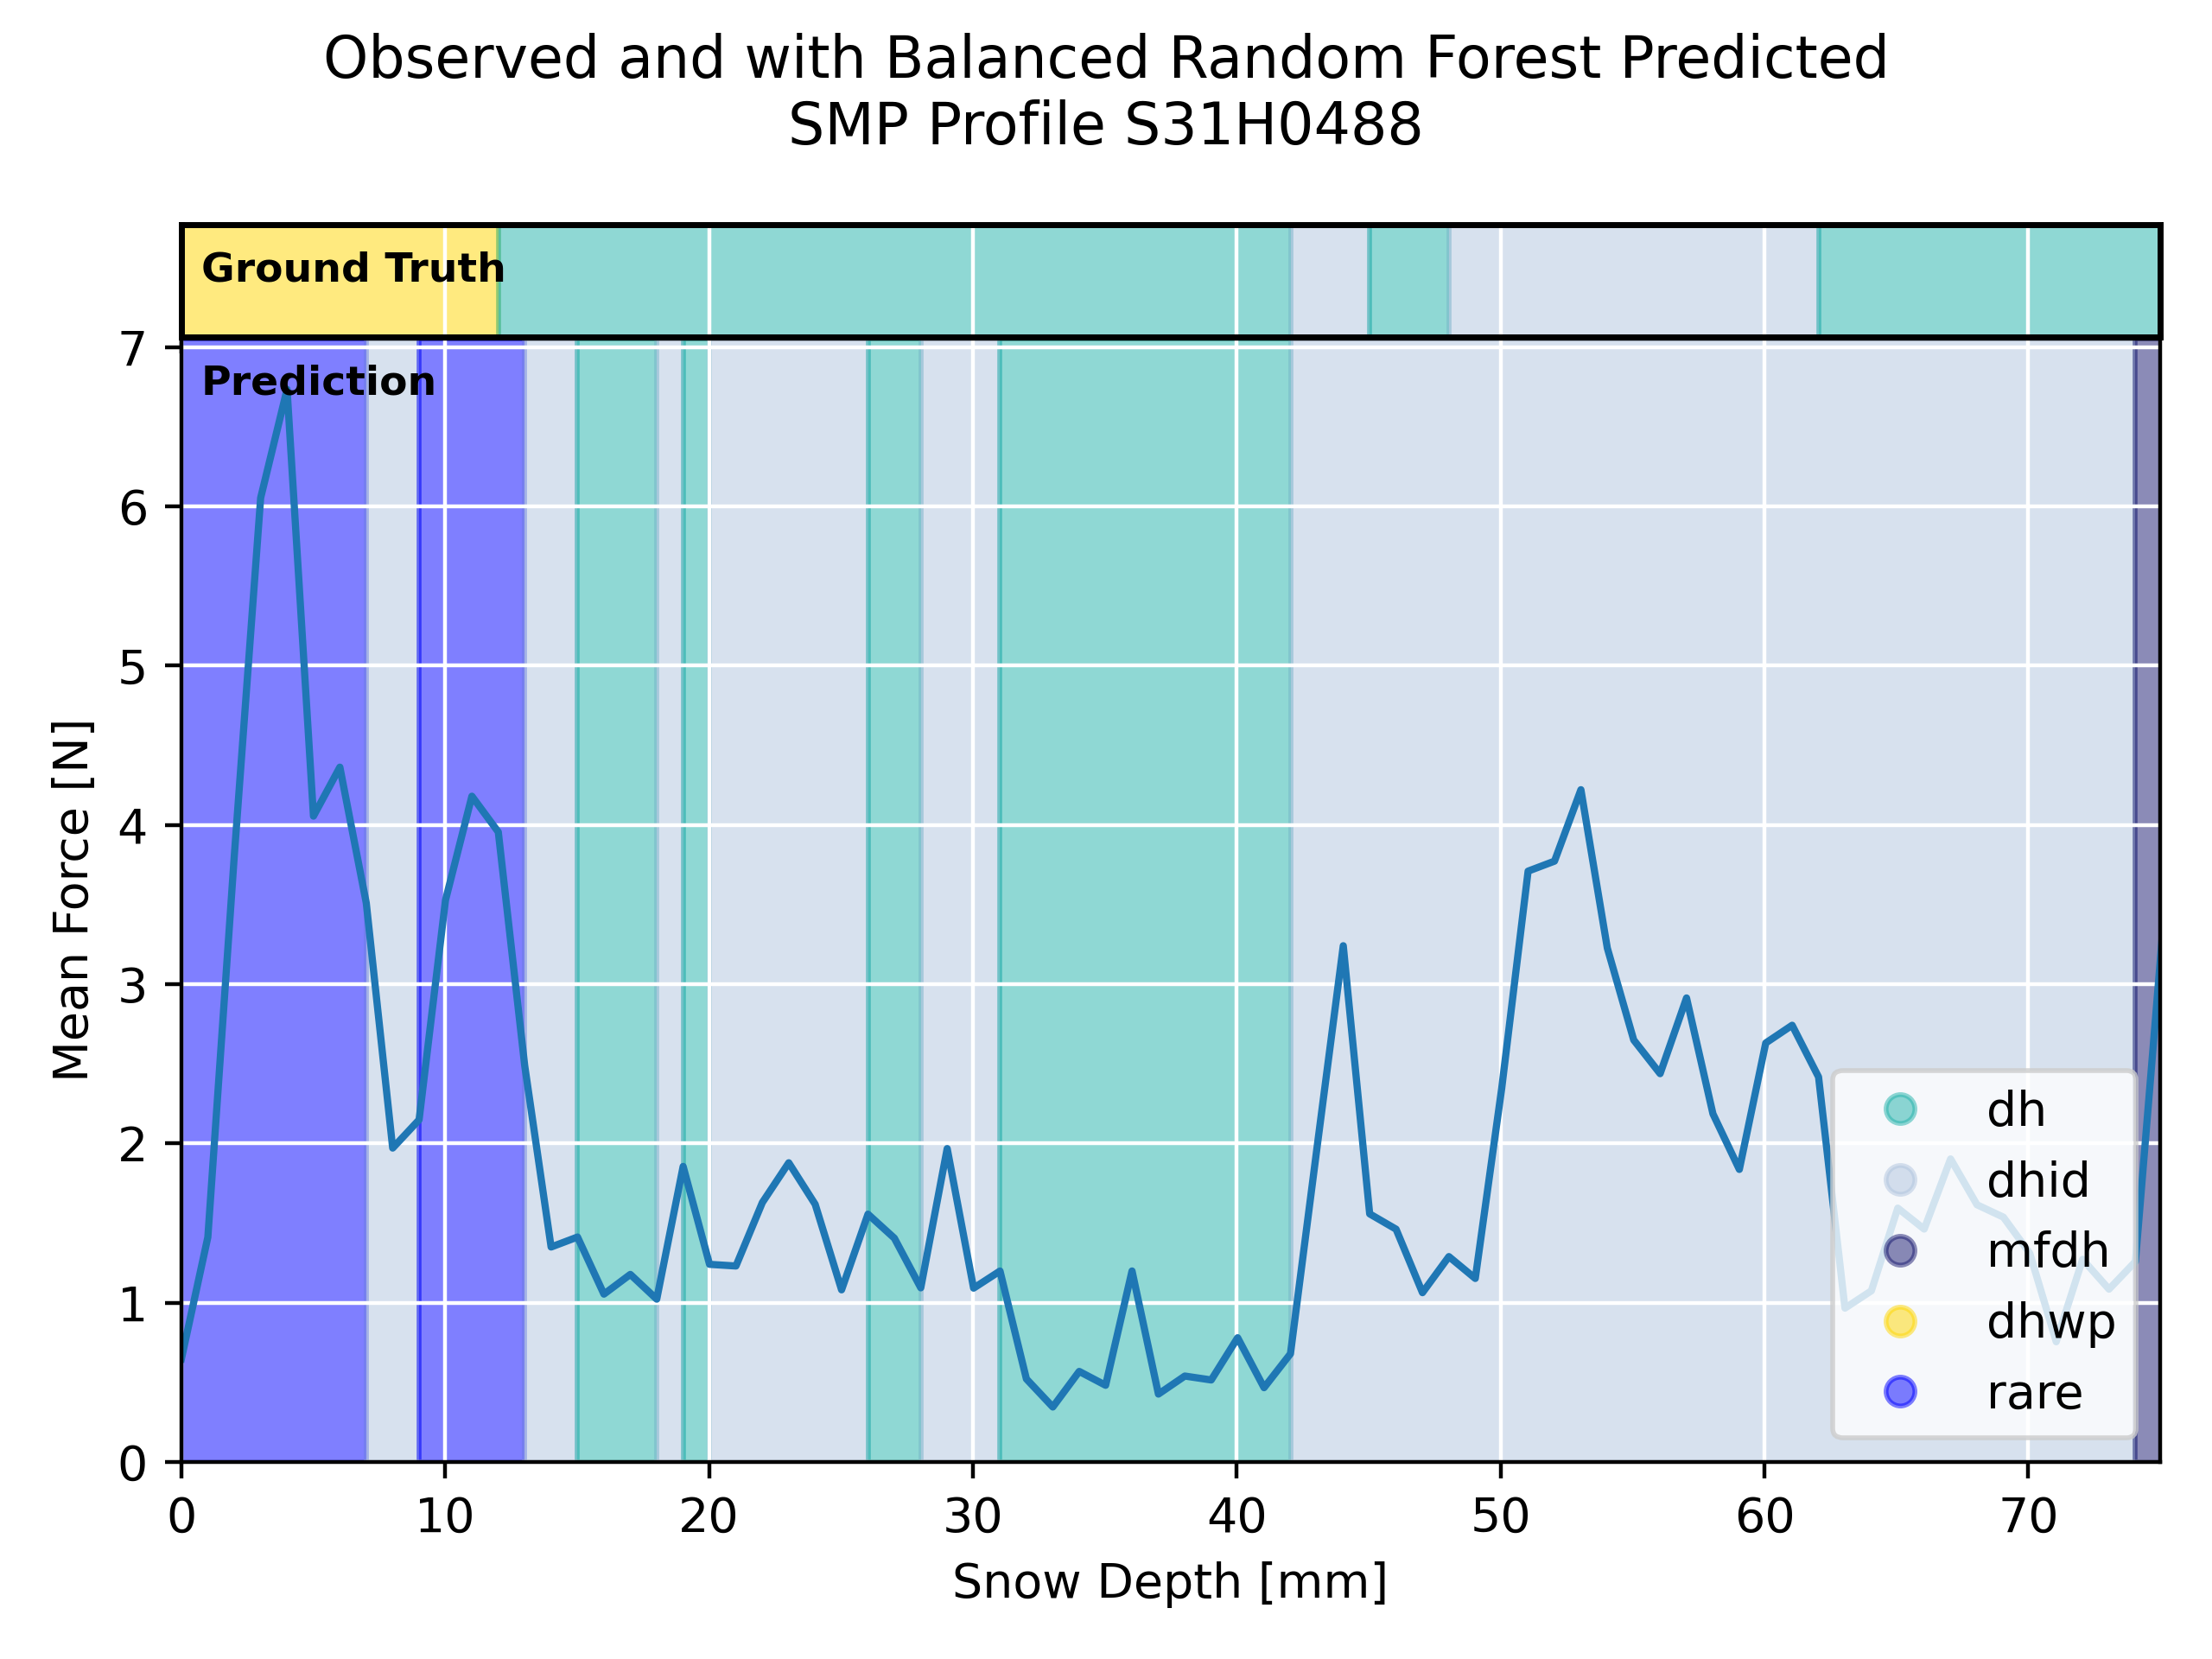 Observed and with Balanced Random Forest Predicted
SMP Profile S31H0488
Ground Truth
Prediction
7
6
5
4
3
2
1
0
Mean Force [N]
dh
dhid
mfdh
dhwp
rare
0 10 20 30 40 50 60 70
Snow Depth [mm]